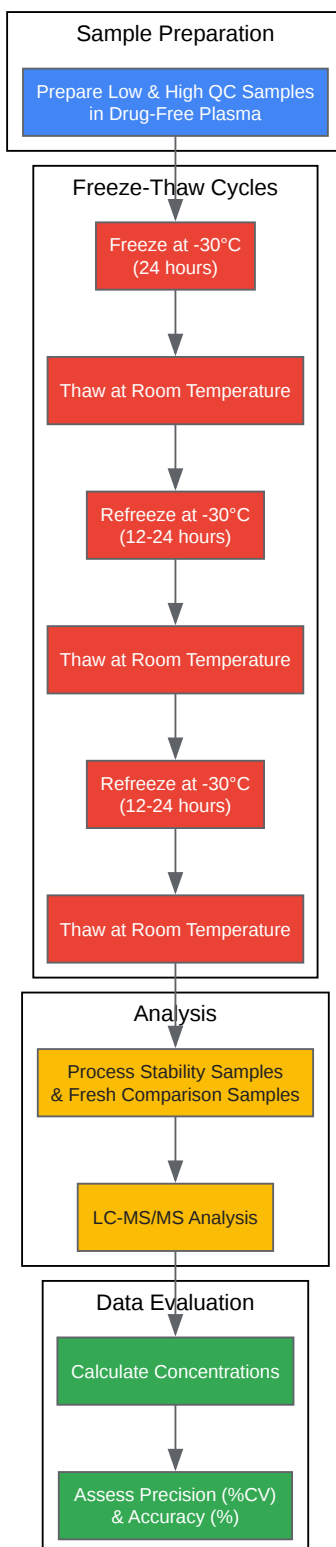 Sample Preparation
Prepare Low & High QC Samples
in Drug-Free Plasma
Freeze-Thaw Cycles
Freeze at -30°C
(24 hours)
Thaw at Room Temperature
Refreeze at -30°C
(12-24 hours)
Thaw at Room Temperature
Refreeze at -30°C
(12-24 hours)
Thaw at Room Temperature
Analysis
Process Stability Samples
& Fresh Comparison Samples
LC-MS/MS Analysis
Data Evaluation
Calculate Concentrations
Assess Precision (%CV)
& Accuracy (%)